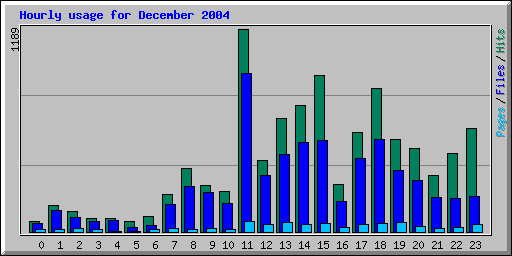 Hourly usage for December 2004
1189
Pages / Files / Hits
0 1 2 3 4 5 6 7 8 9 10 11 12 13 14 15 16 17 18 19 20 21 22 23